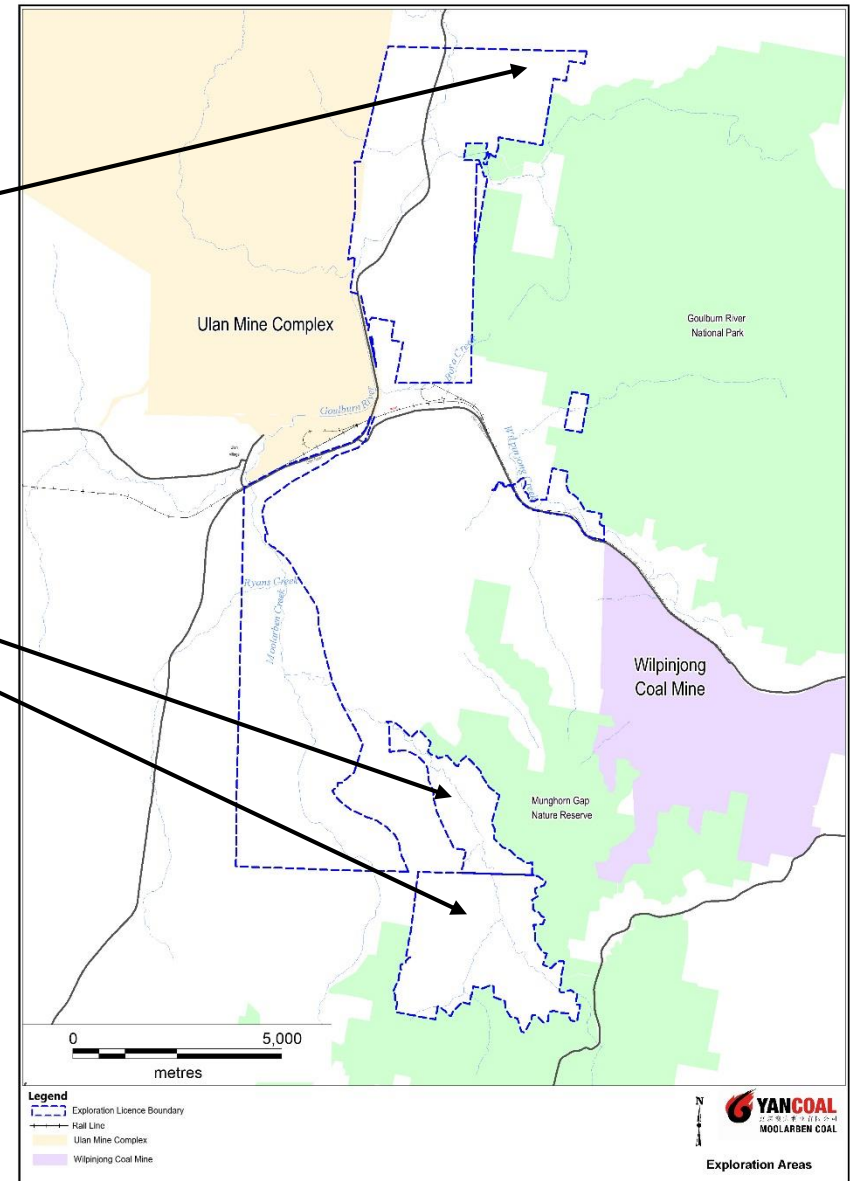 Ulan Mine Complex
Goulburn River
National Park
Goulburn River
Wilpinjong Creek
Ryans Creek
Moolarben Creek
Wilpinjong
Coal Mine
Munghorn Gap
Nature Reserve
0 5,000
metres
Legend
Exploration Licence Boundary
Rail Line
Ulan Mine Complex
Wilpinjong Coal Mine
N
YANCOAL
MOOLARBEN COAL
Exploration Areas